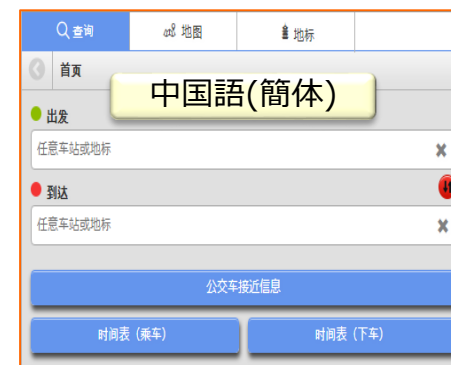 查询 地图 地标
首页
中国語(簡体)
出发
任意车站或地标
到达
任意车站或地标
公交车接近信息
时间表（乘车） 时间表（下车）